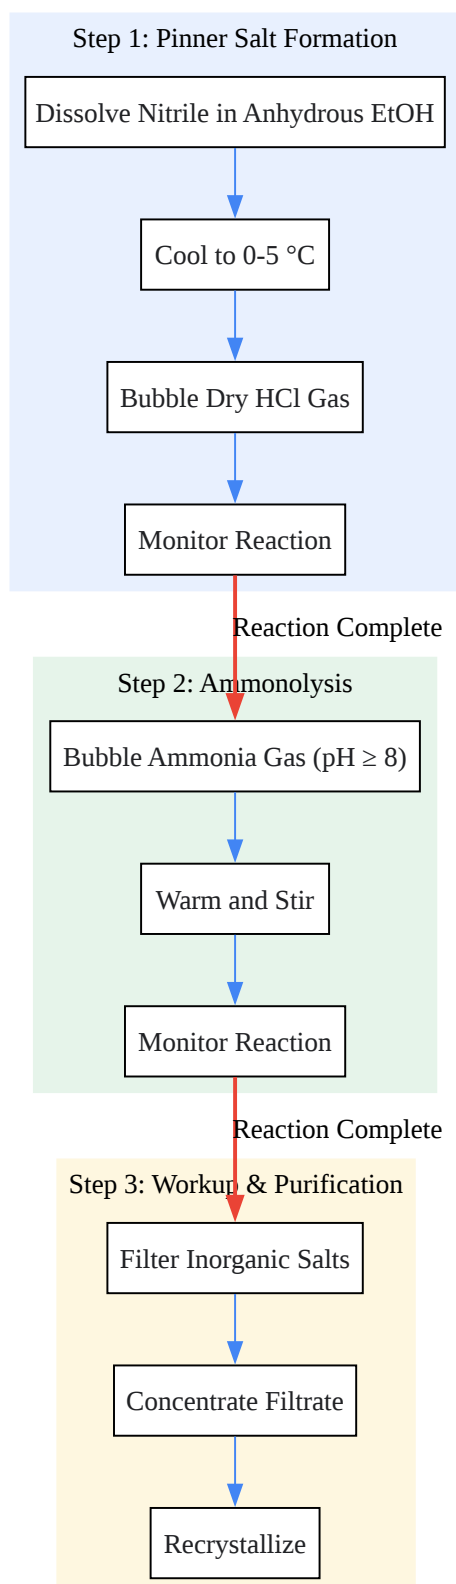 Step 1: Pinner Salt Formation
Dissolve Nitrile in Anhydrous EtOH
Cool to 0-5 °C
Bubble Dry HCl Gas
Monitor Reaction
Reaction Complete
Step 2: Ammonolysis
Bubble Ammonia Gas (pH ≥ 8)
Warm and Stir
Monitor Reaction
Reaction Complete
Step 3: Workup & Purification
Filter Inorganic Salts
Concentrate Filtrate
Recrystallize